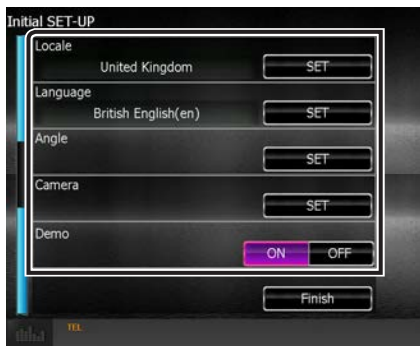 Initial SET-UP
Locale
United Kingdom SET
Language
British English(en) SET
Angle
SET
Camera
SET
Demo
ON OFF
Finish
TEL